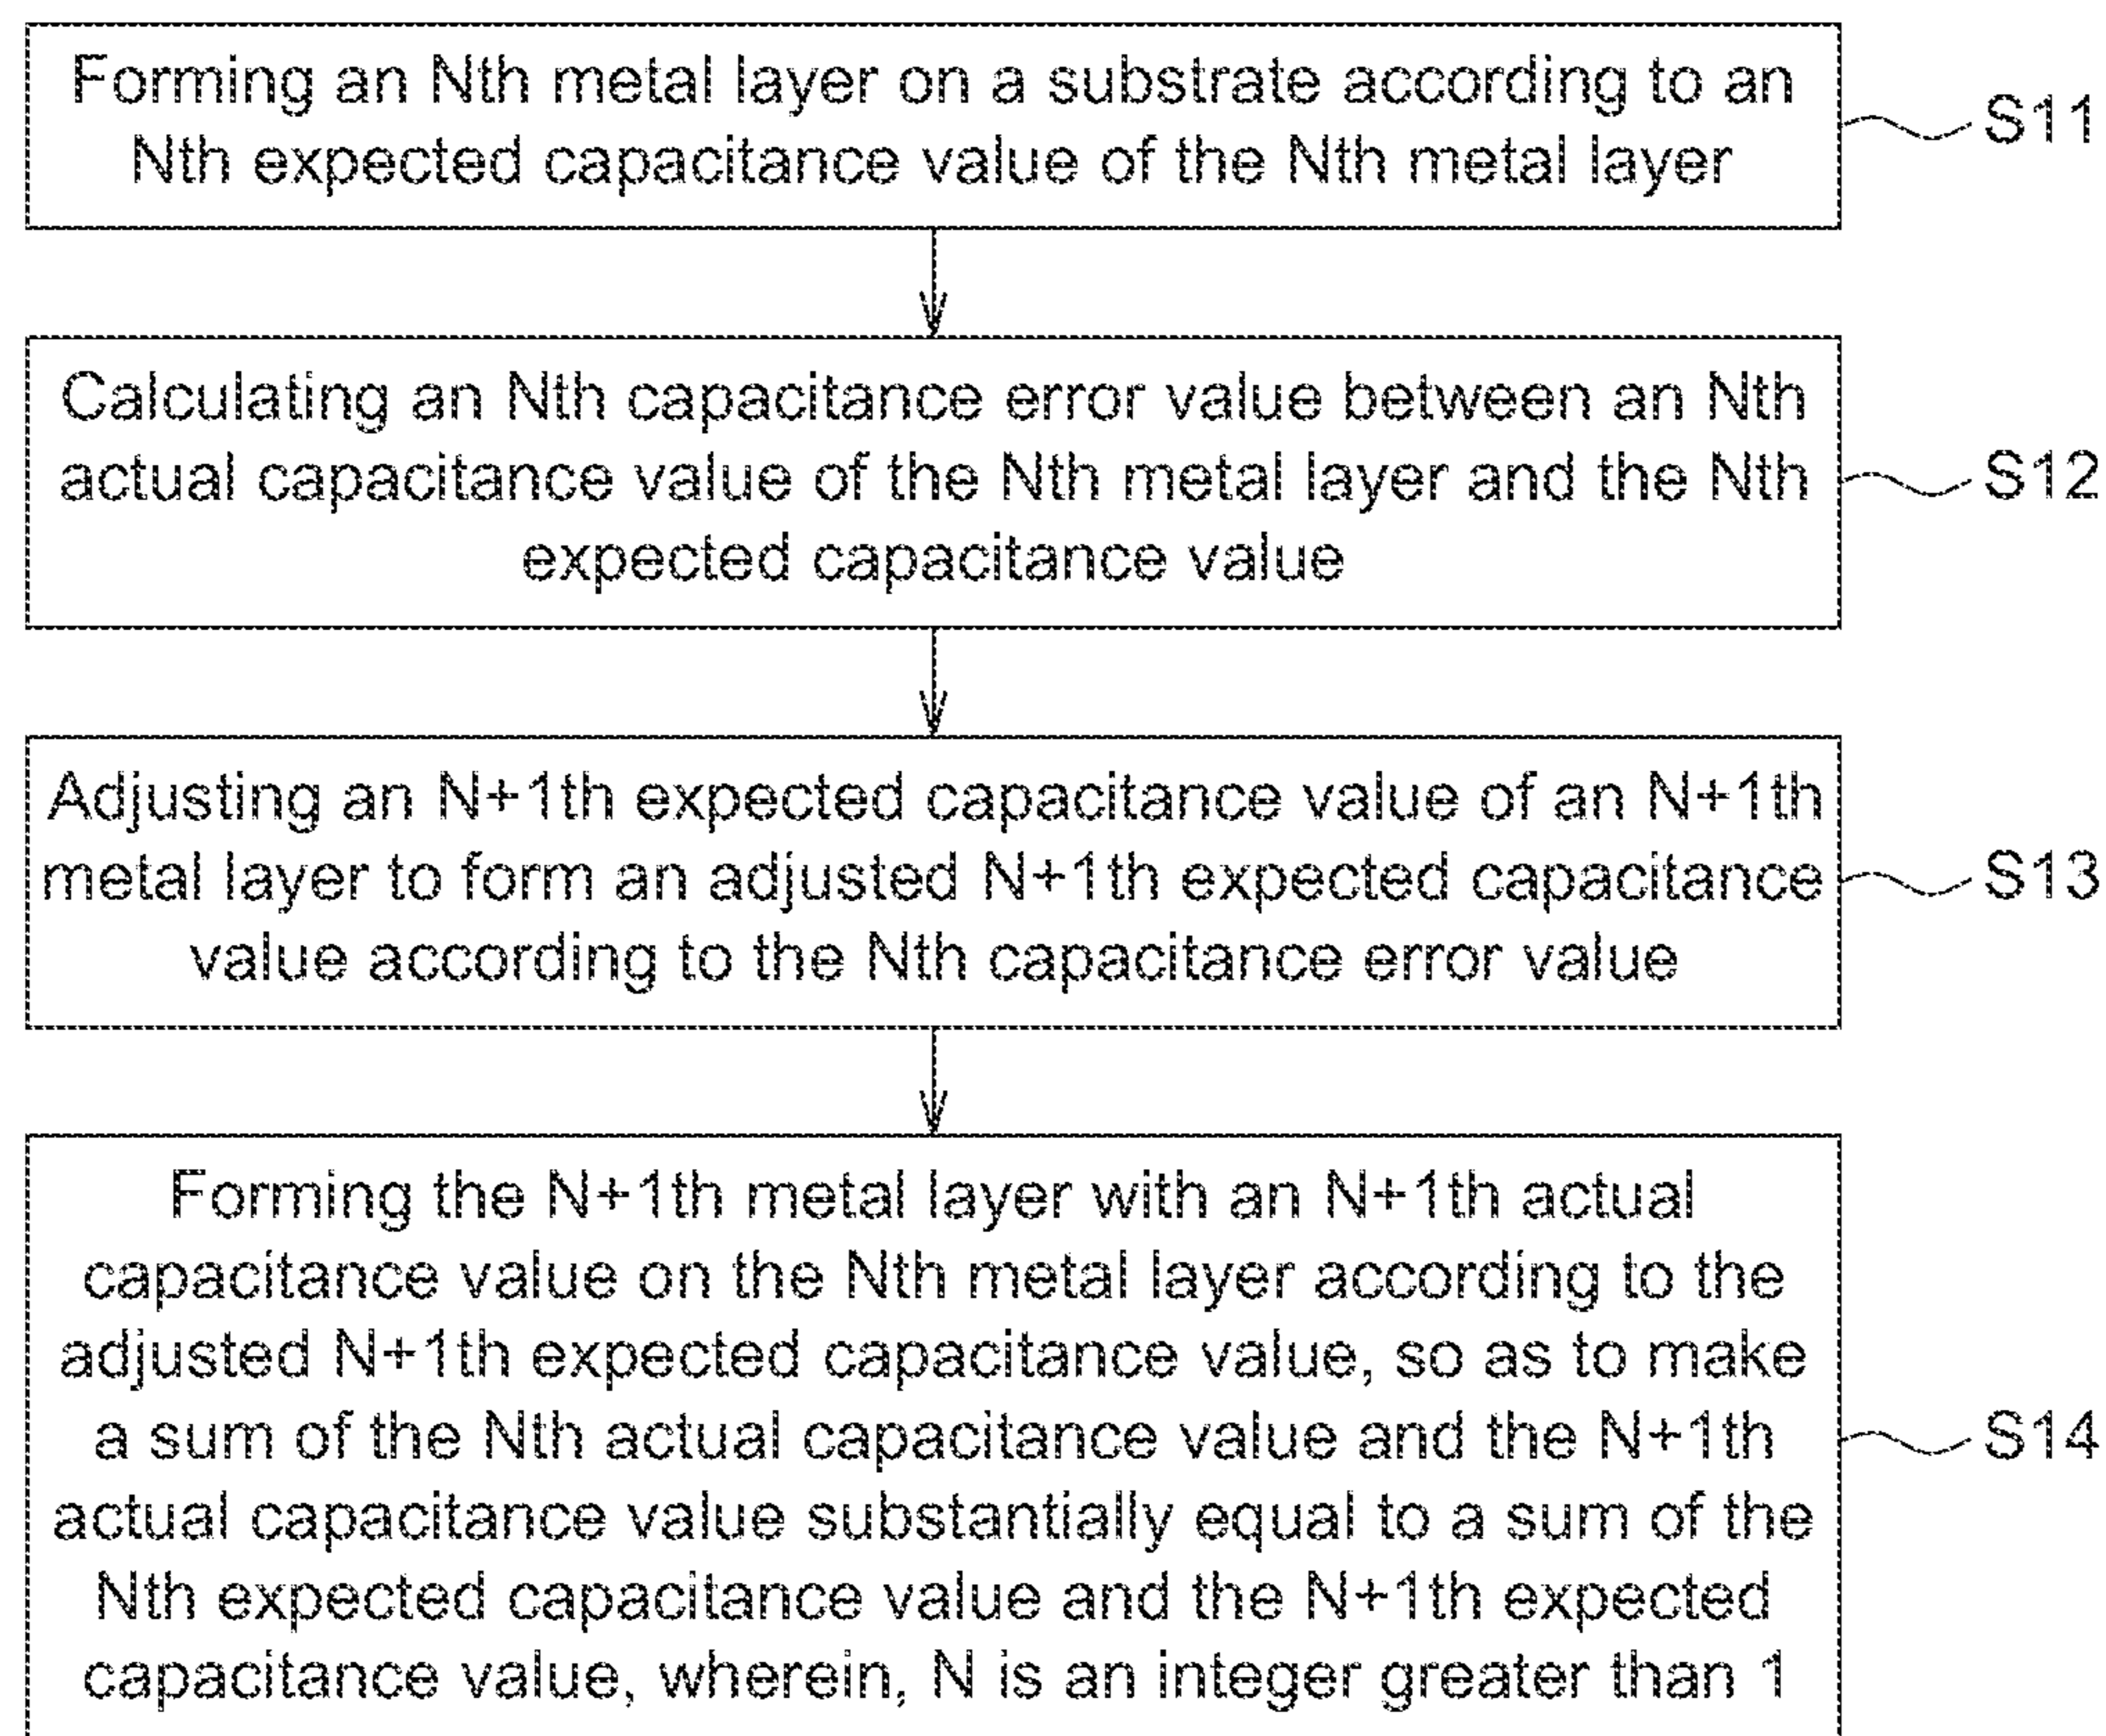 Forming an Nth metal layer on a substrate according to an
Nth expected capacitance value of the Nth metal layer
S11
Calculating an Nth capacitance error value between an Nth
actual capacitance value of the Nth metal layer and the Nth
expected capacitance value
S12
Adjusting an N+1th expected capacitance value of an N+1th
metal layer to form an adjusted N+1th expected capacitance
value according to the Nth capacitance error value
S13
Forming the N+1th metal layer with an N+1th actual
capacitance value on the Nth metal layer according to the
adjusted N+1th expected capacitance value, so as to make
a sum of the Nth actual capacitance value and the N+1th
actual capacitance value substantially equal to a sum of the
Nth expected capacitance value and the N+1th expected
capacitance value, wherein, N is an integer greater than 1
S14